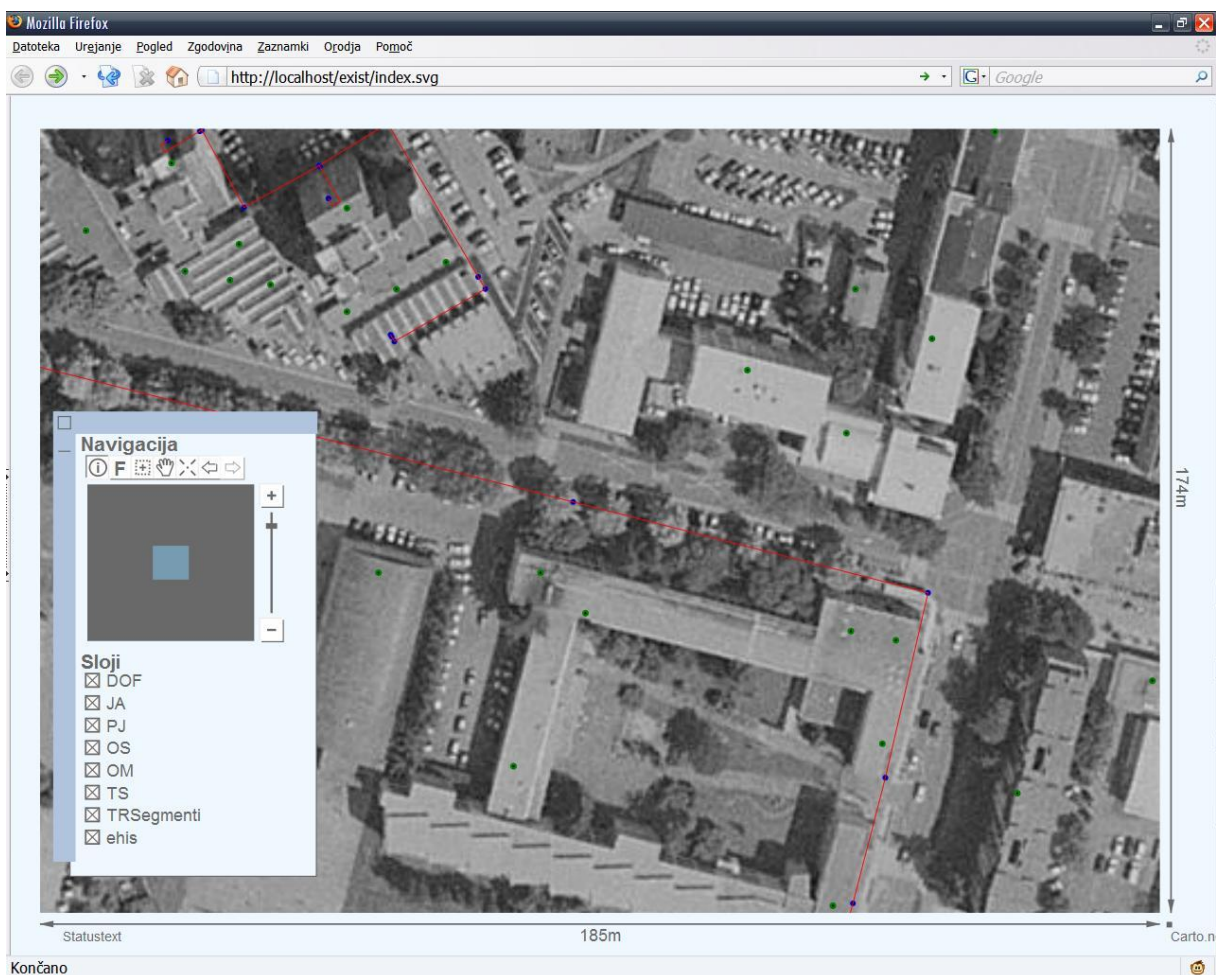 Mozilla Firefox
Datoteka Urejanje Pogled Zgodovina Zaznamki Orodja Pomoč
http://localhost/exist/index.svg
G Google
Navigacija
F
Sloji
DOF
JA
PJ
OS
OM
TS
TRSegmenti
ehis
174m
185m
Statustext
Carto.n
Končano